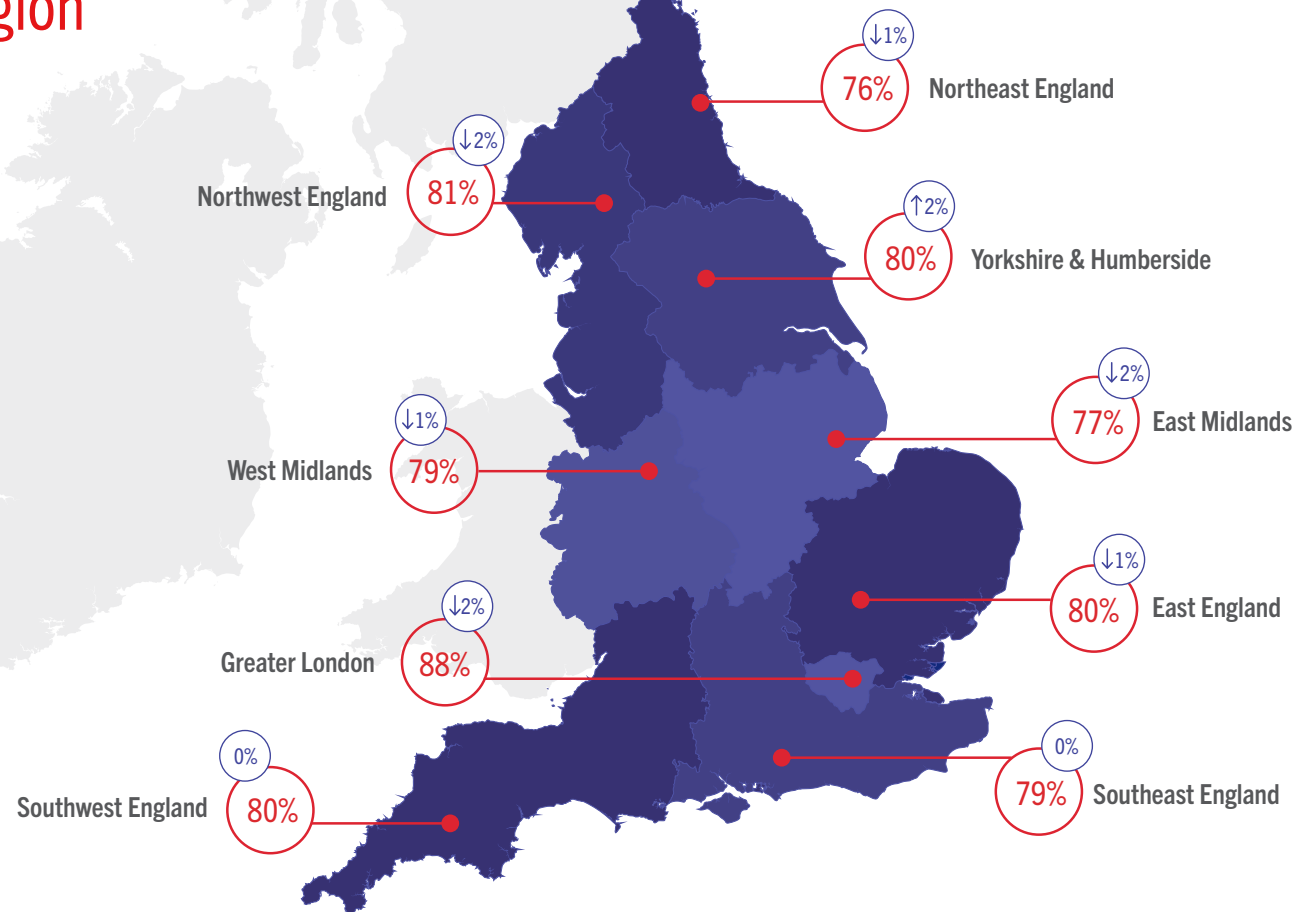 ↓1%
76%
Northeast England
↓2%
81%
Northwest England
↑2%
80%
Yorkshire & Humberside
↓2%
77%
East Midlands
↓1%
79%
West Midlands
↓1%
80%
East England
↓2%
88%
Greater London
0%
80%
Southwest England
0%
79%
Southeast England